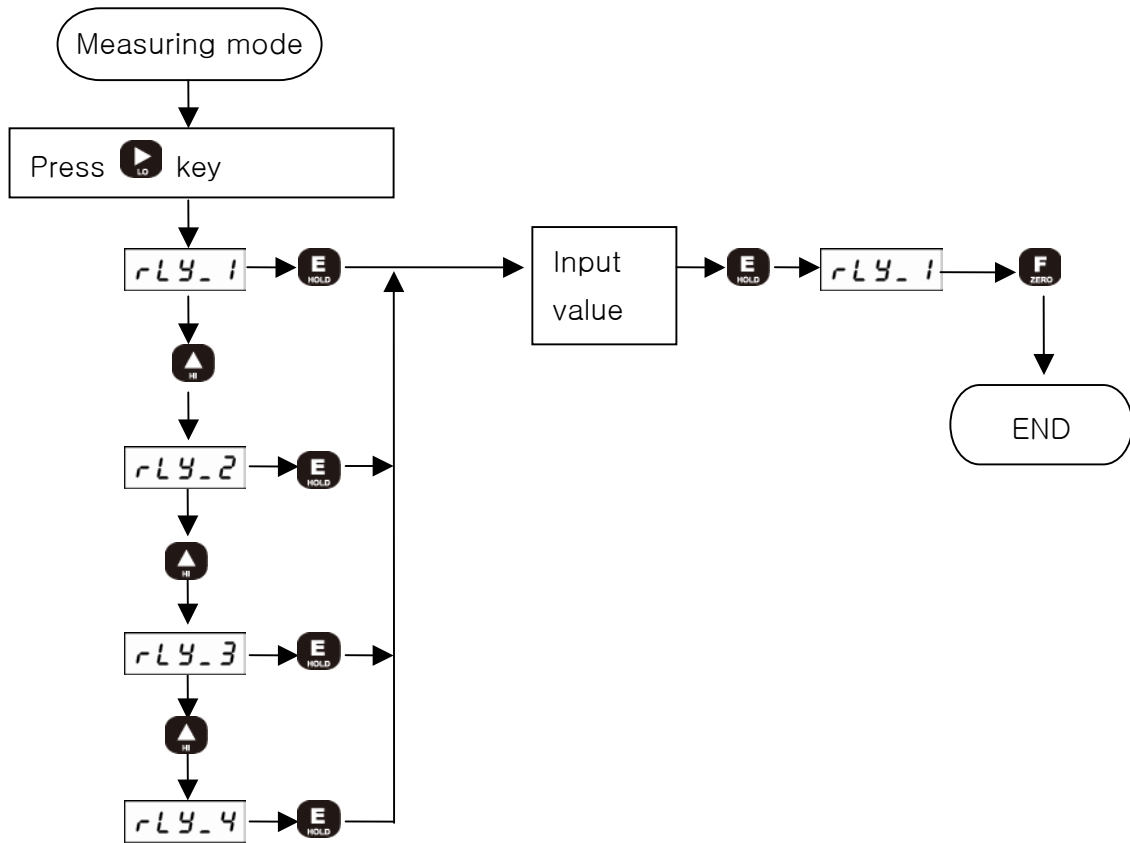 Measuring mode
Press LO key
rLY_1 E HOLD
Input
value
E HOLD
rLY_1
F ZERO
HI
END
rLY_2 E HOLD
HI
rLY_3 E HOLD
HI
rLY_4 E HOLD